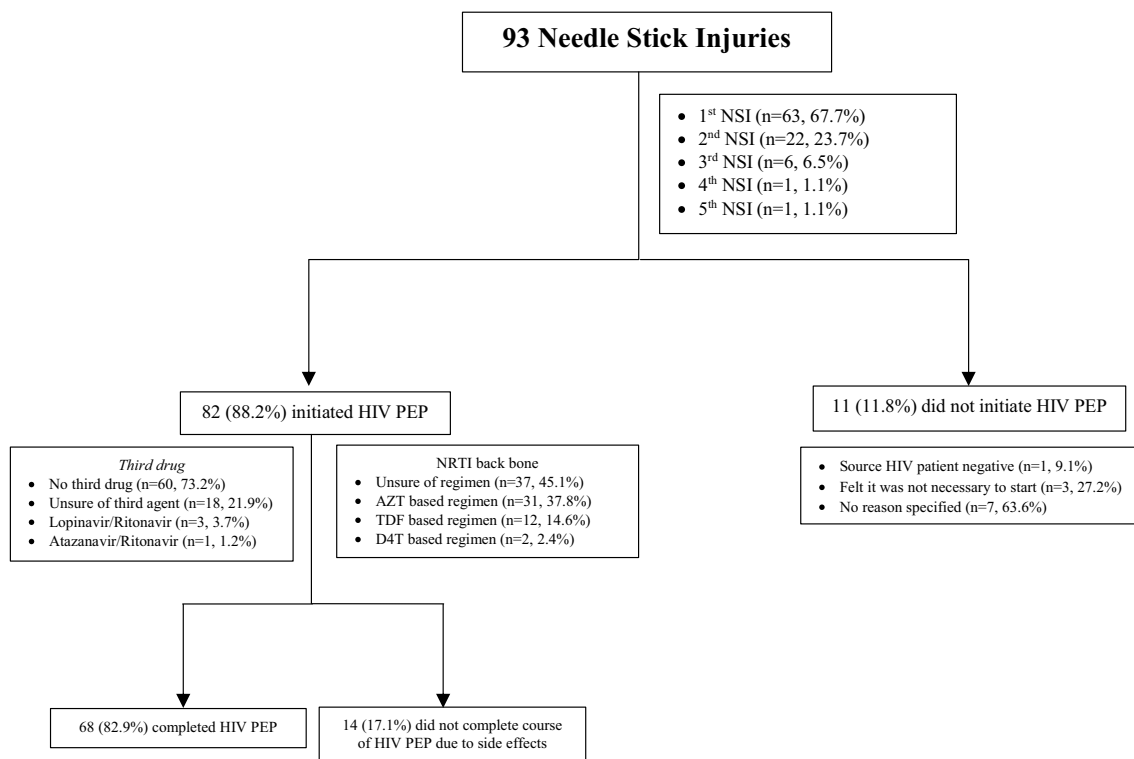 93 Needle Stick Injuries
• 1st NSI (n=63, 67.7%)
• 2nd NSI (n=22, 23.7%)
• 3rd NSI (n=6, 6.5%)
• 4th NSI (n=1, 1.1%)
• 5th NSI (n=1, 1.1%)
82 (88.2%) initiated HIV PEP
11 (11.8%) did not initiate HIV PEP
Third drug
• No third drug (n=60, 73.2%)
• Unsure of third agent (n=18, 21.9%)
• Lopinavir/Ritonavir (n=3, 3.7%)
• Atazanavir/Ritonavir (n=1, 1.2%)
NRTI back bone
• Unsure of regimen (n=37, 45.1%)
• AZT based regimen (n=31, 37.8%)
• TDF based regimen (n=12, 14.6%)
• D4T based regimen (n=2, 2.4%)
• Source HIV patient negative (n=1, 9.1%)
• Felt it was not necessary to start (n=3, 27.2%)
• No reason specified (n=7, 63.6%)
68 (82.9%) completed HIV PEP
14 (17.1%) did not complete course
of HIV PEP due to side effects